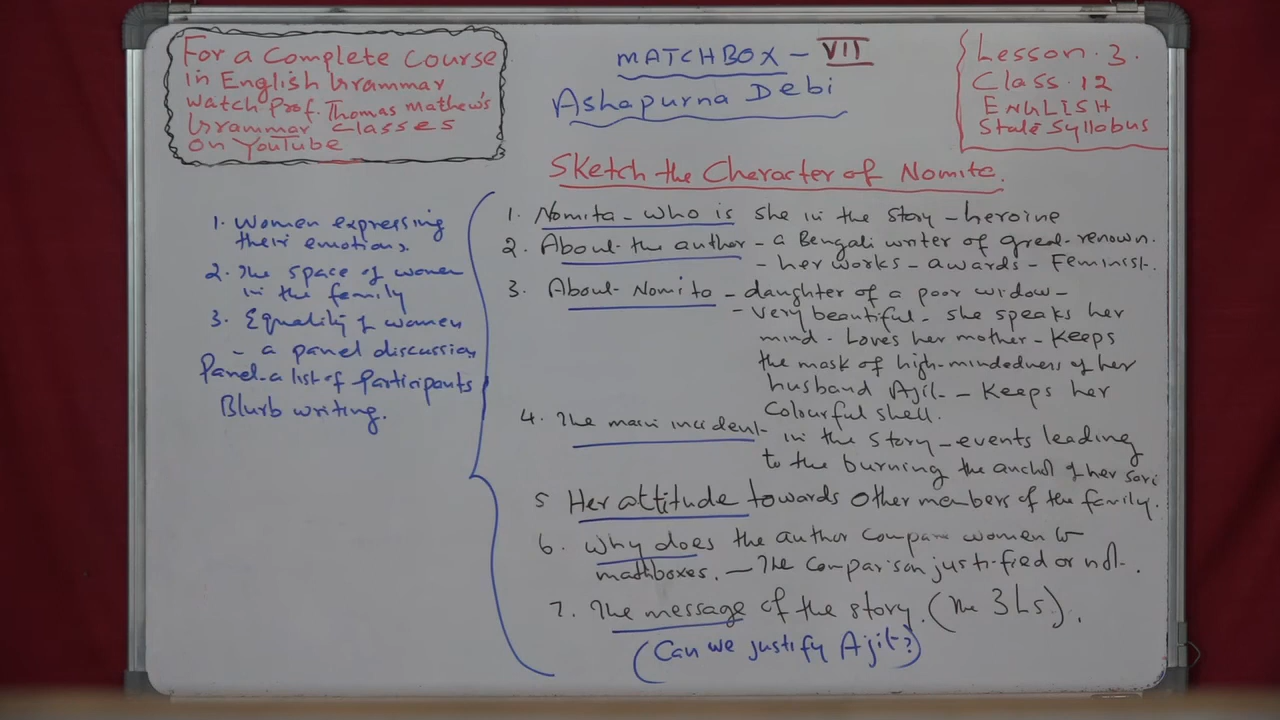 For a Complete Course
in English Grammar
Watch Prof. Thomas Mathew's
Grammar Classes
on YouTube
MATCHBOX - VII
Ashapurna Debi
Lesson. 3.
Class. 12
ENGLISH
State Syllabus
Sketch the Character of Nomita.
1. Women expressing
their emotions.
2. The space of women
in the family
3. Equality of women
- a panel discussion
Panel-a list of Participants
Blurb writing.
1. Nomita - who is she in the story - heroine
2. About the author - a Bengali writer of great renown.
- her works - awards - Feminist.
3. About Nomita - daughter of a poor widow -
- very beautiful - she speaks her
mind. Loves her mother - Keeps
the mask of high-mindedness of her
husband Ajit - Keeps her
Colourful shell.
4. The main incident in the story - events leading
to the burning the anchol of her sari
5 Her attitude towards other members of the family.
6. Why does the author compare women to
mathboxes. - The comparison justified or not.
7. The message of the story. (The 3 Ls).
(Can we justify Ajit?)